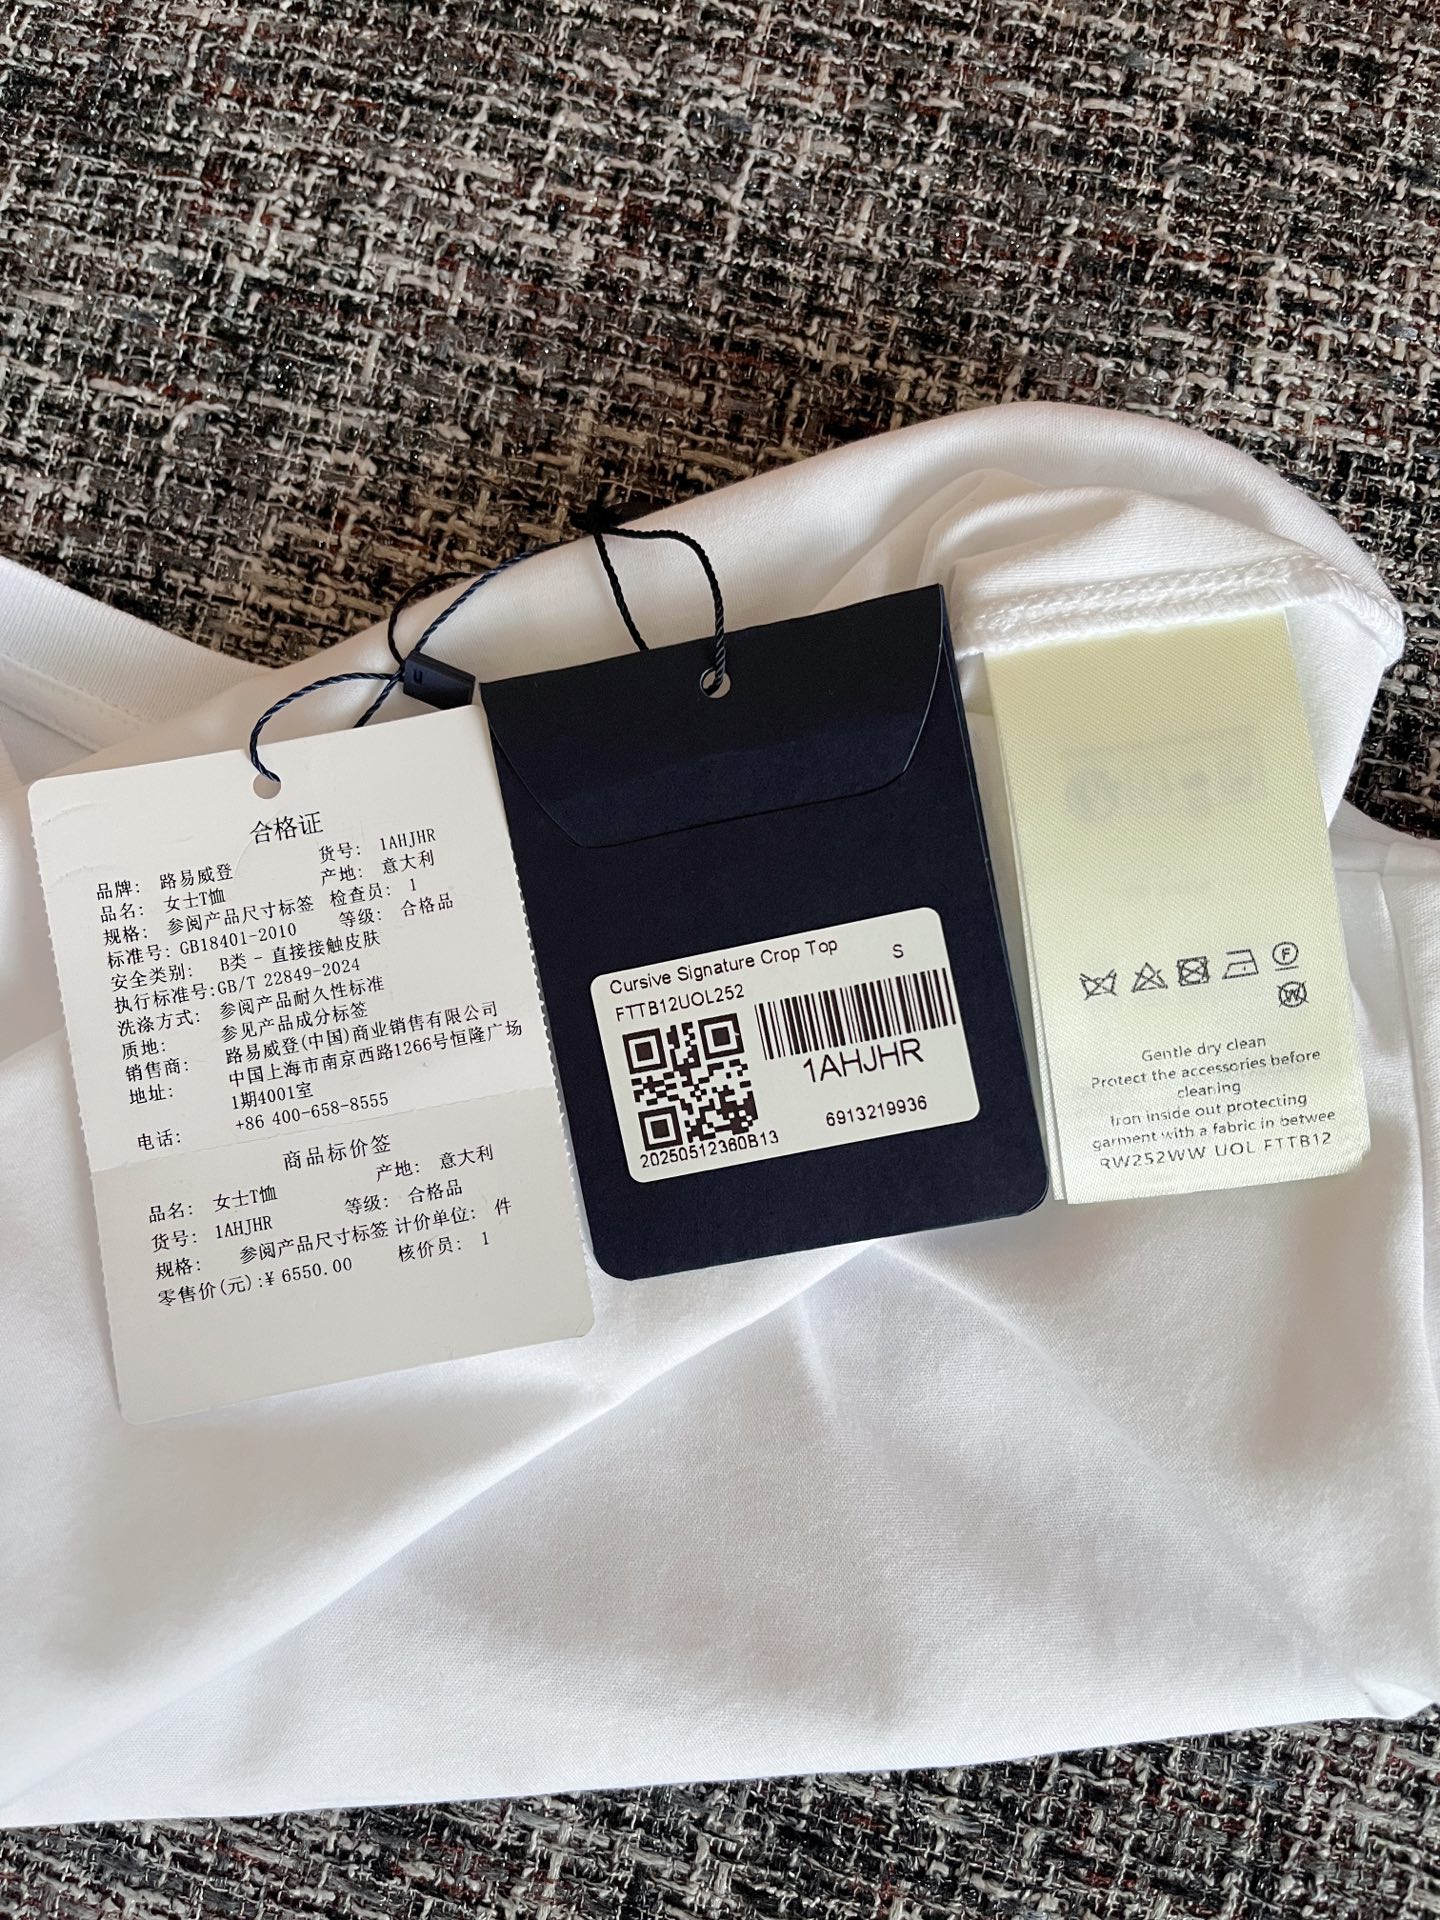 合格证
品牌: 路易威登 货号: 1AHJHR
品名: 女士T恤 产地: 意大利
规格: 参阅产品尺寸标签 检查员: 1
标准号: GB18401-2010 等级: 合格品
安全类别: B类 - 直接接触皮肤
执行标准号:GB/T 22849-2024
洗涤方式: 参阅产品耐久性标准
质地: 参见产品成分标签
销售商: 路易威登(中国)商业销售有限公司
地址: 中国上海市南京西路1266号恒隆广场
1期4001室
电话: +86 400-658-8555
商品标价签
品名: 女士T恤 产地: 意大利
货号: 1AHJHR 等级: 合格品
规格: 参阅产品尺寸标签 计价单位: 件
零售价(元):¥ 6550.00 核价员: 1
Cursive Signature Crop Top S
FTTB12UOL252
1AHJHR
6913219936
20250512360B13
F
W
Gentle dry clean
Protect the accessories before
cleaning
Iron inside out protecting
garment with a fabric in betwee
RW252WW UOL FTTB12